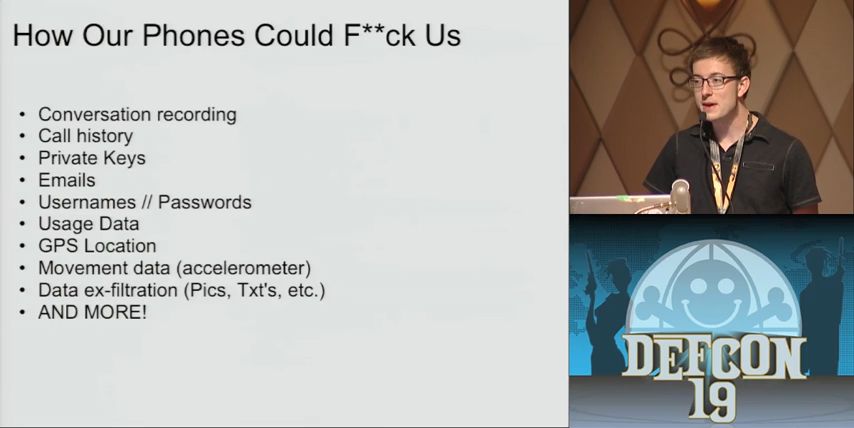 How Our Phones Could F**ck Us
• Conversation recording
• Call history
• Private Keys
• Emails
• Usernames // Passwords
• Usage Data
• GPS Location
• Movement data (accelerometer)
• Data ex-filtration (Pics, Txt's, etc.)
• AND MORE!
DEFCON
19